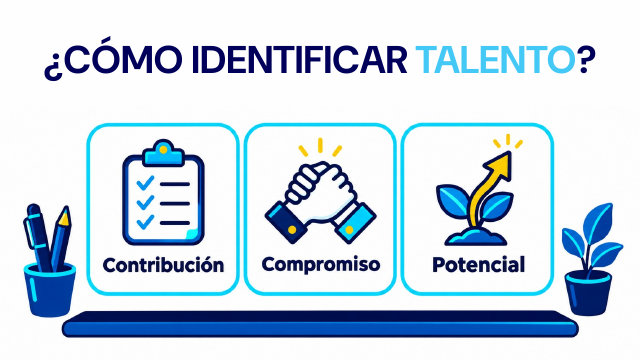 ¿CÓMO IDENTIFICAR TALENTO?
Contribución
Compromiso
Potencial